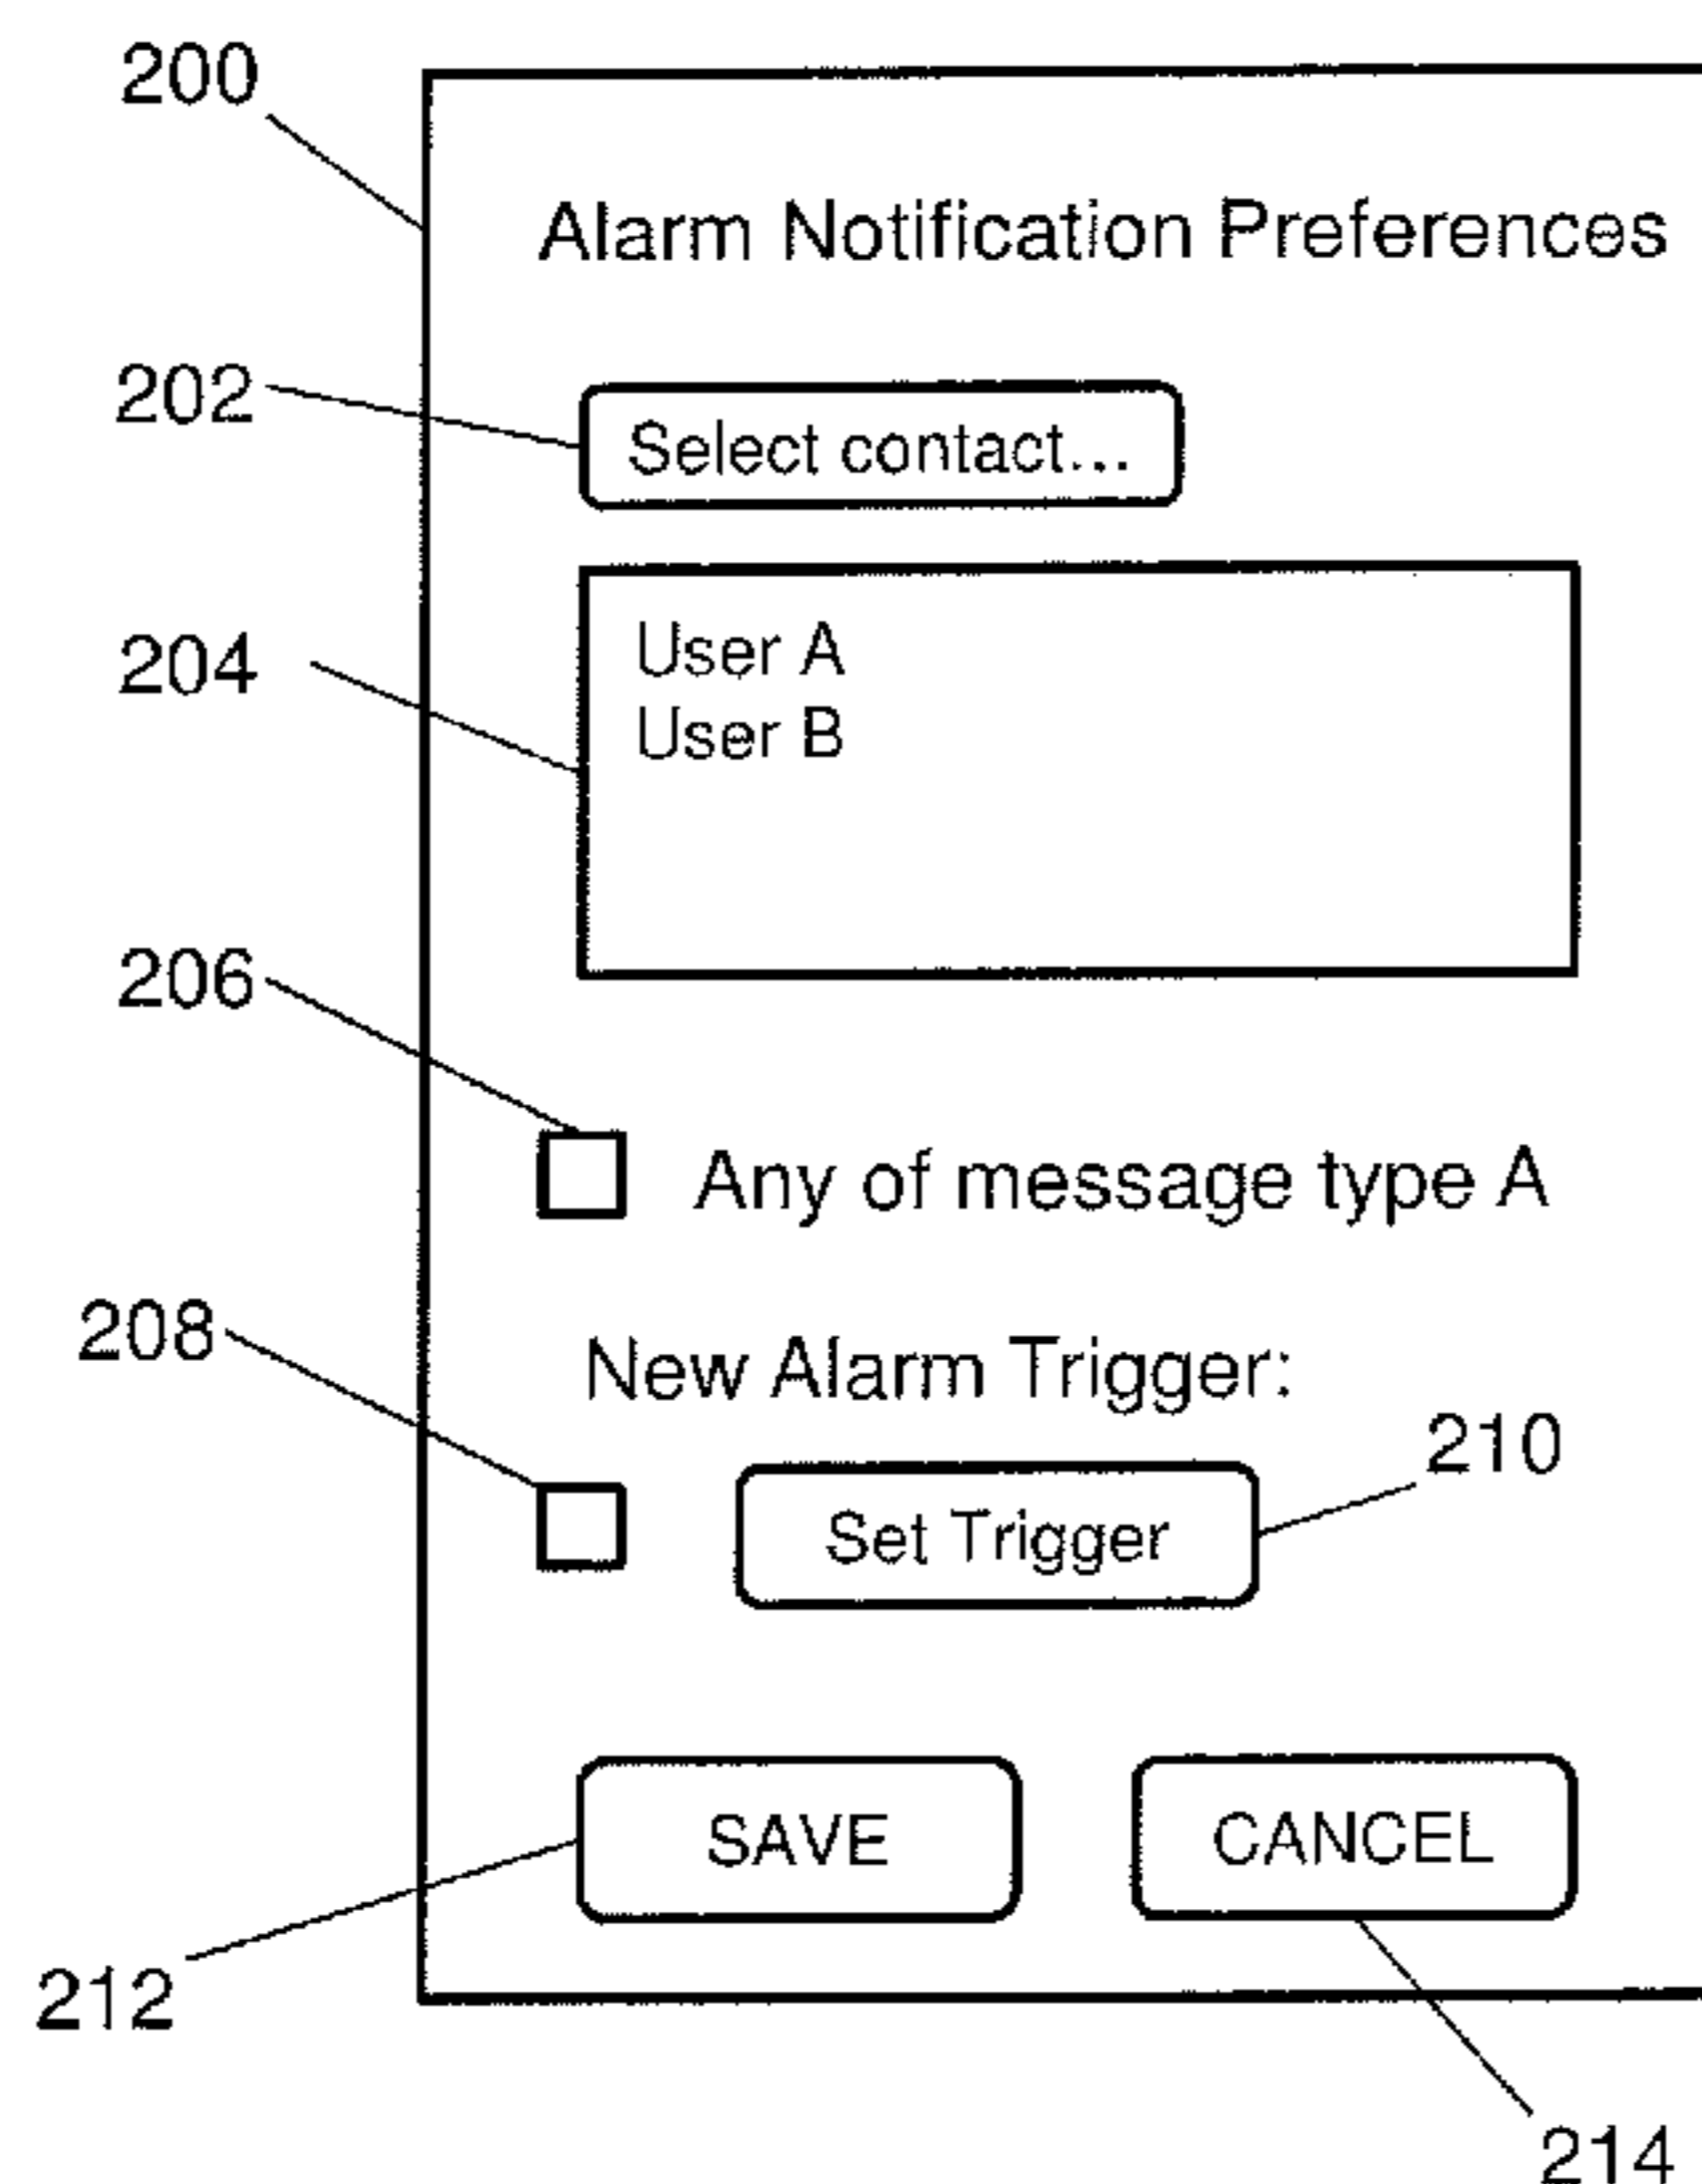 200
Alarm Notification Preferences
202
Select contact...
204
User A
User B
206
Any of message type A
208
New Alarm Trigger:
210
Set Trigger
SAVE
CANCEL
212
214